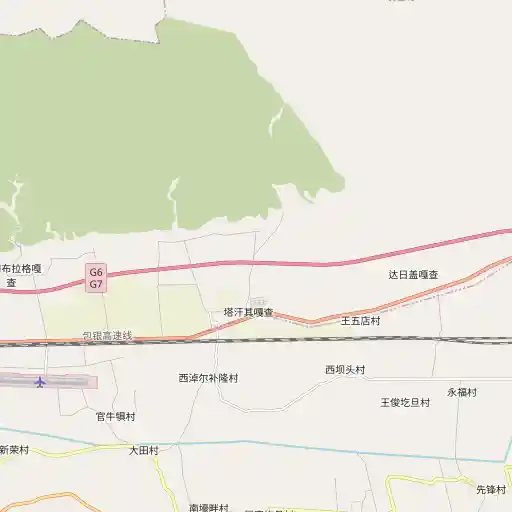 布拉格嘎
查
G6
G7
达日盖嘎查
塔汗其嘎查
王五店村
包银高速线
西淖尔补隆村
西坝头村
永福村
王俊圪旦村
官牛犋村
新荣村
大田村
先锋村
南壕畔村